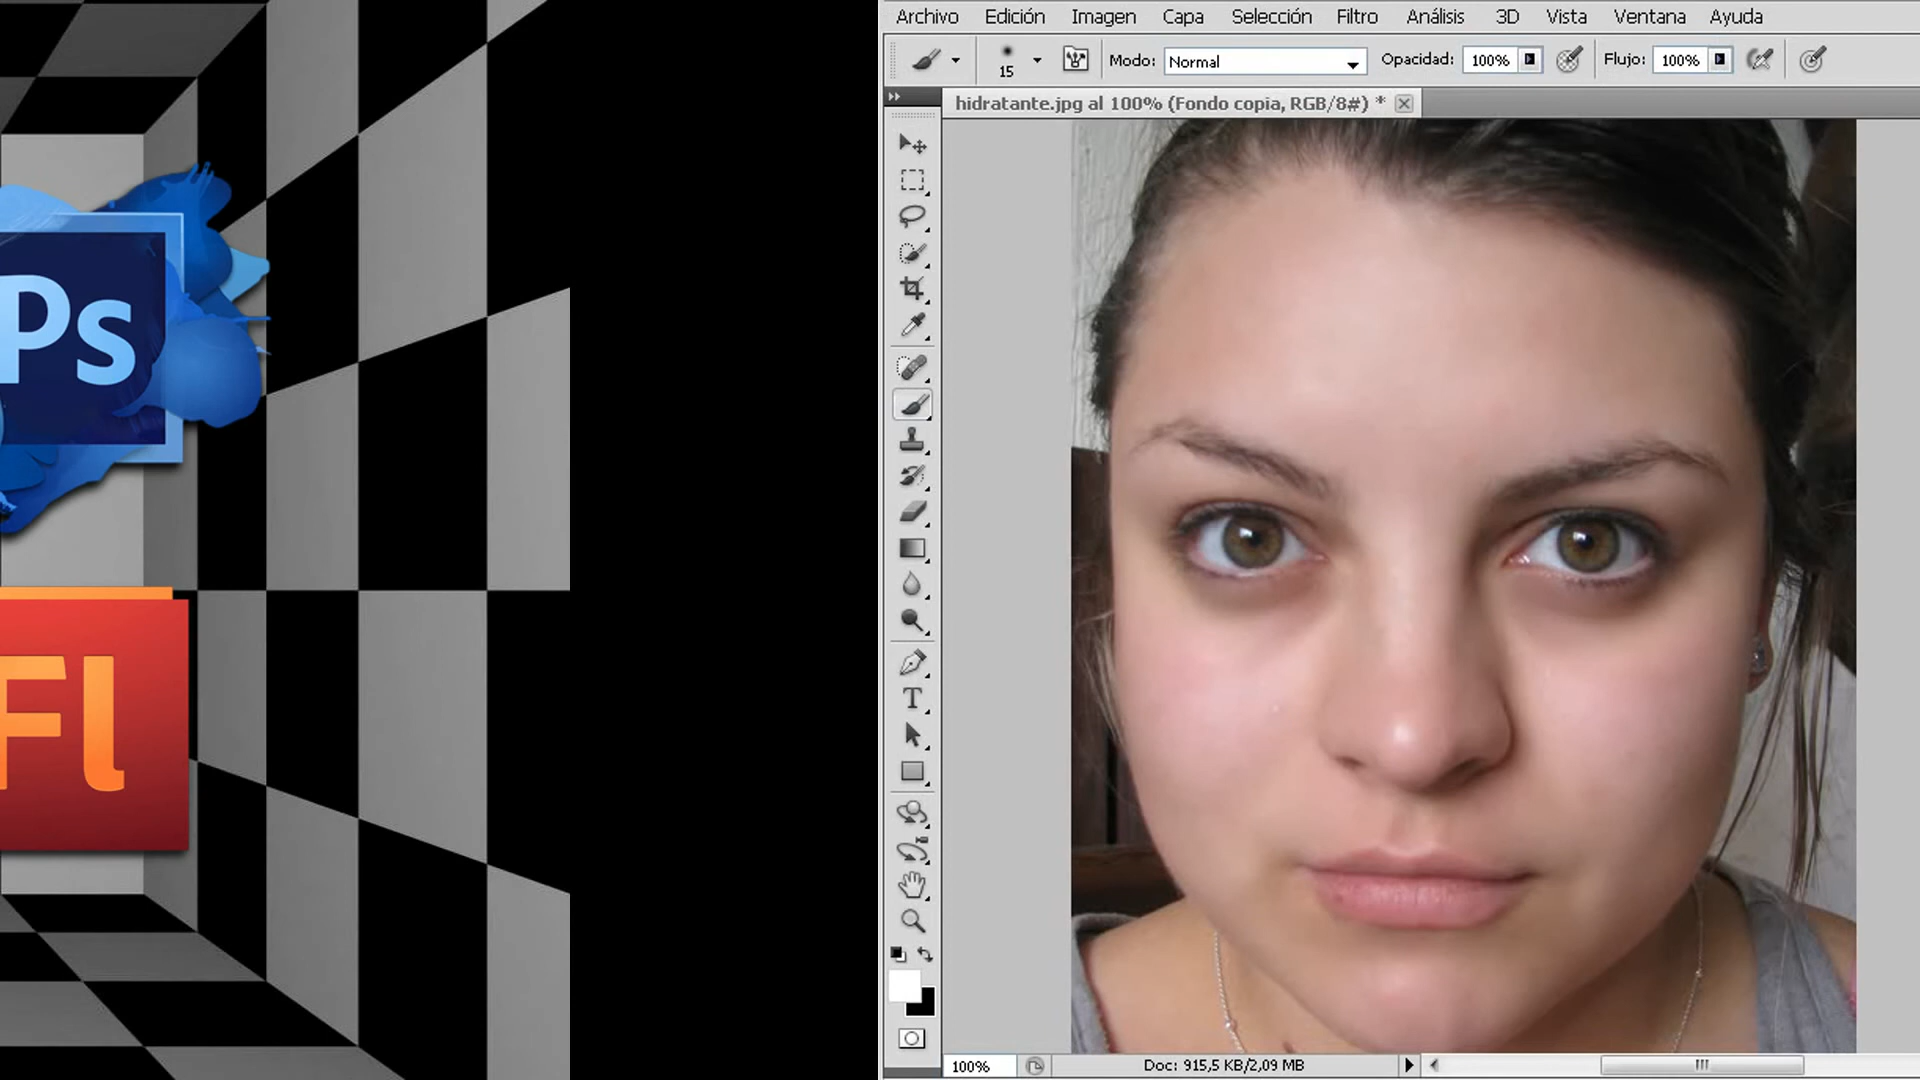 Archivo Edición Imagen Capa Selección Filtro Análisis 3D Vista Ventana Ayuda
15 Modo: Normal Opacidad: 100% Flujo: 100%
hidratante.jpg al 100% (Fondo copia, RGB/8#) *
Ps
Fl
T
100% Doc: 915,5 KB/2,09 MB